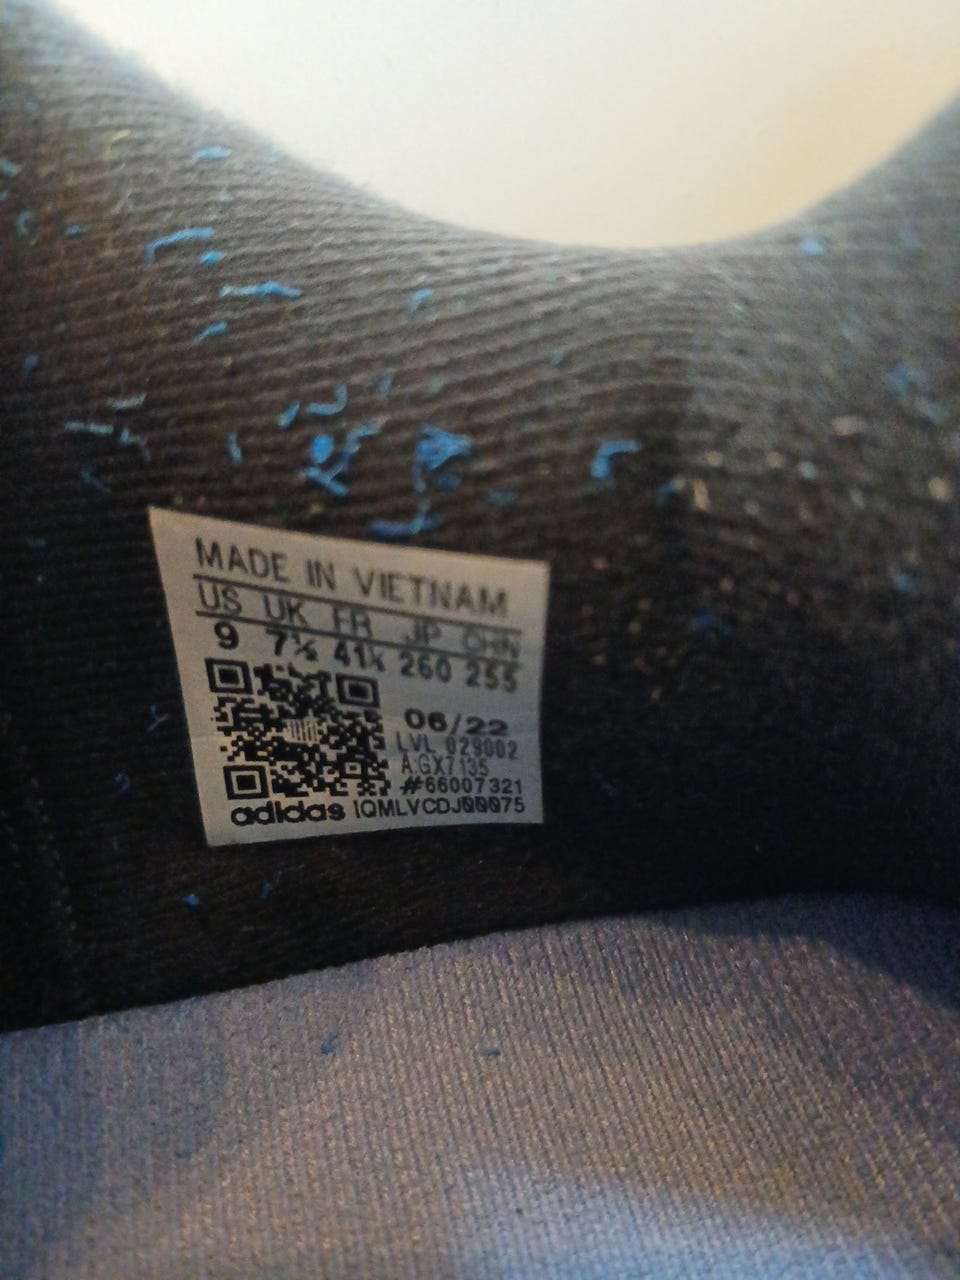 MADE IN VIETNAM
US UK FR JP CHN
9 7½ 41⅓ 260 255
06/22
LVL 029002
A:GX7135
#66007321
adidas IQMLVCDJ00075